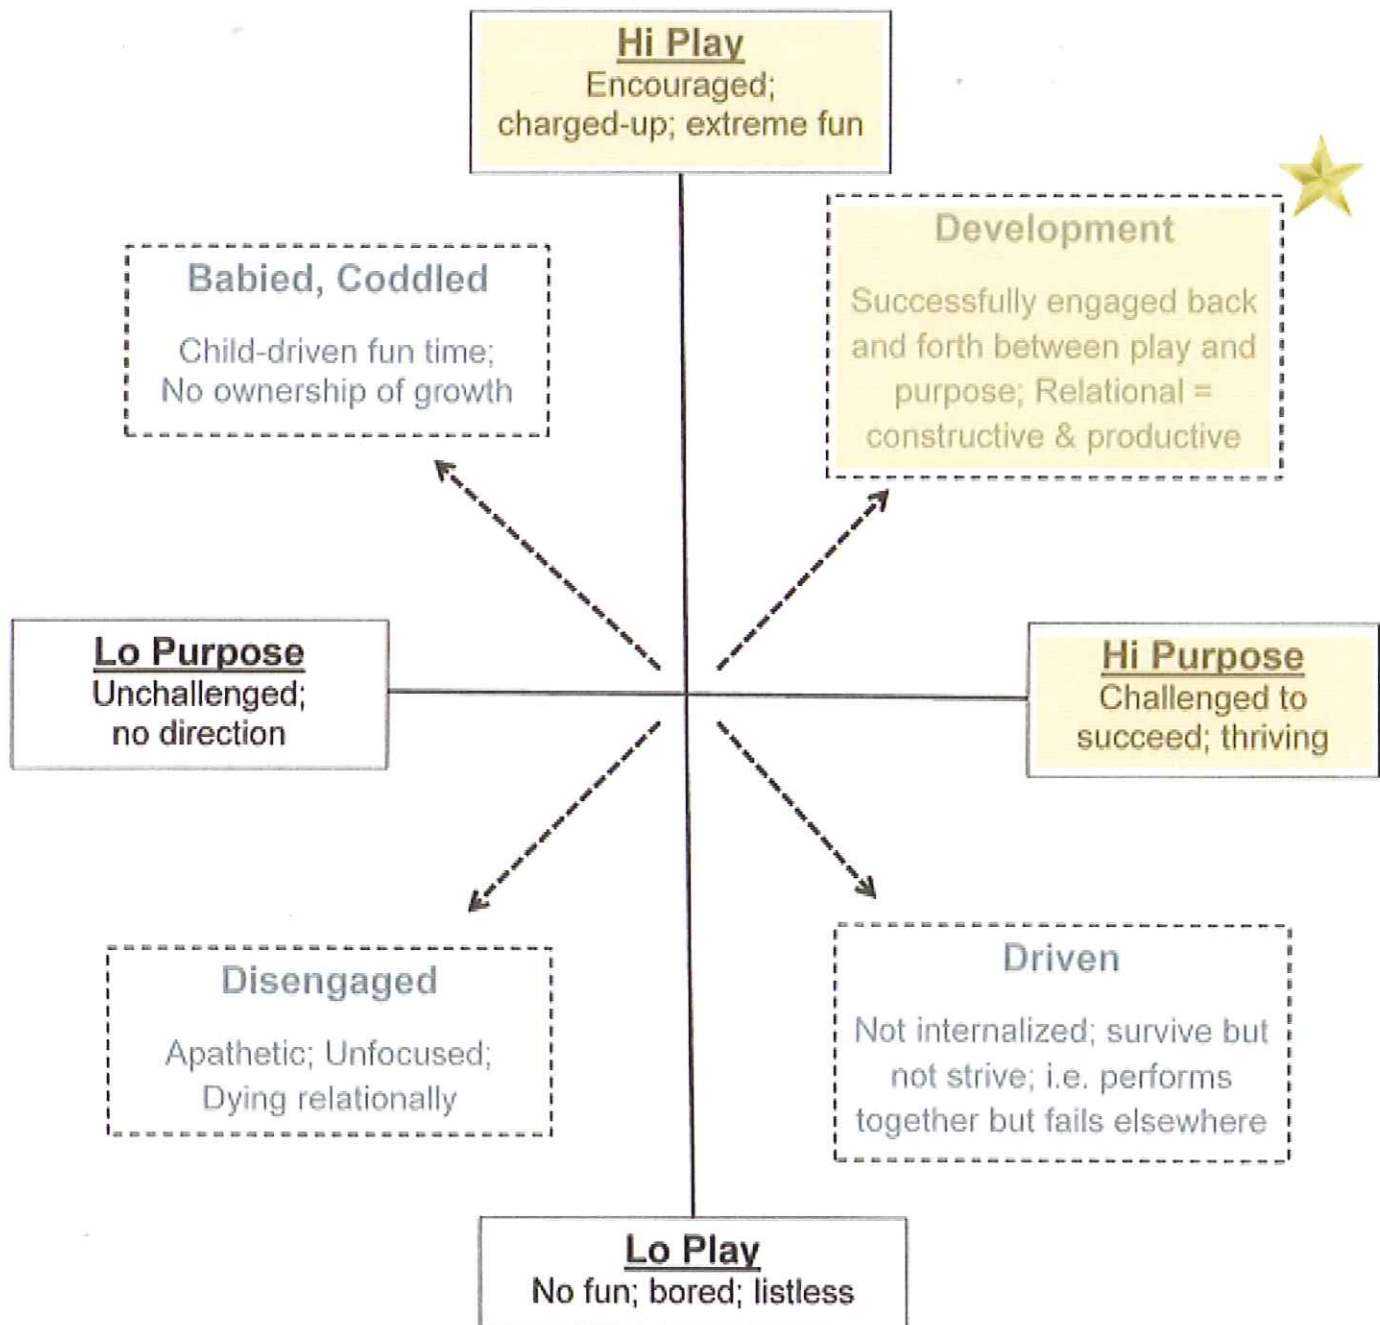 Hi Play
Encouraged;
charged-up; extreme fun
Development
Successfully engaged back
and forth between play and
purpose; Relational =
constructive & productive
Babied, Coddled
Child-driven fun time;
No ownership of growth
Lo Purpose
Unchallenged;
no direction
Hi Purpose
Challenged to
succeed; thriving
Disengaged
Apathetic; Unfocused;
Dying relationally
Driven
Not internalized; survive but
not strive; i.e. performs
together but fails elsewhere
Lo Play
No fun; bored; listless